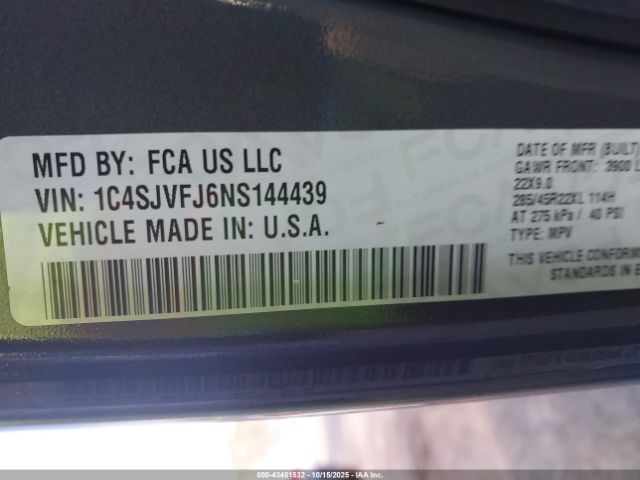 MFD BY: FCA US LLC
VIN: 1C4SJVFJ6NS144439
VEHICLE MADE IN: U.S.A.
DATE OF MFR (BUILT)
GAWR FRONT: 3900 L
22X9.0
285/45R22XL 114H
AT 275 kPa / 40 PSI
TYPE: MPV
THIS VEHICLE CONFORM
STANDARDS IN E
000-43451532 - 10/15/2025 - IAAI.COM